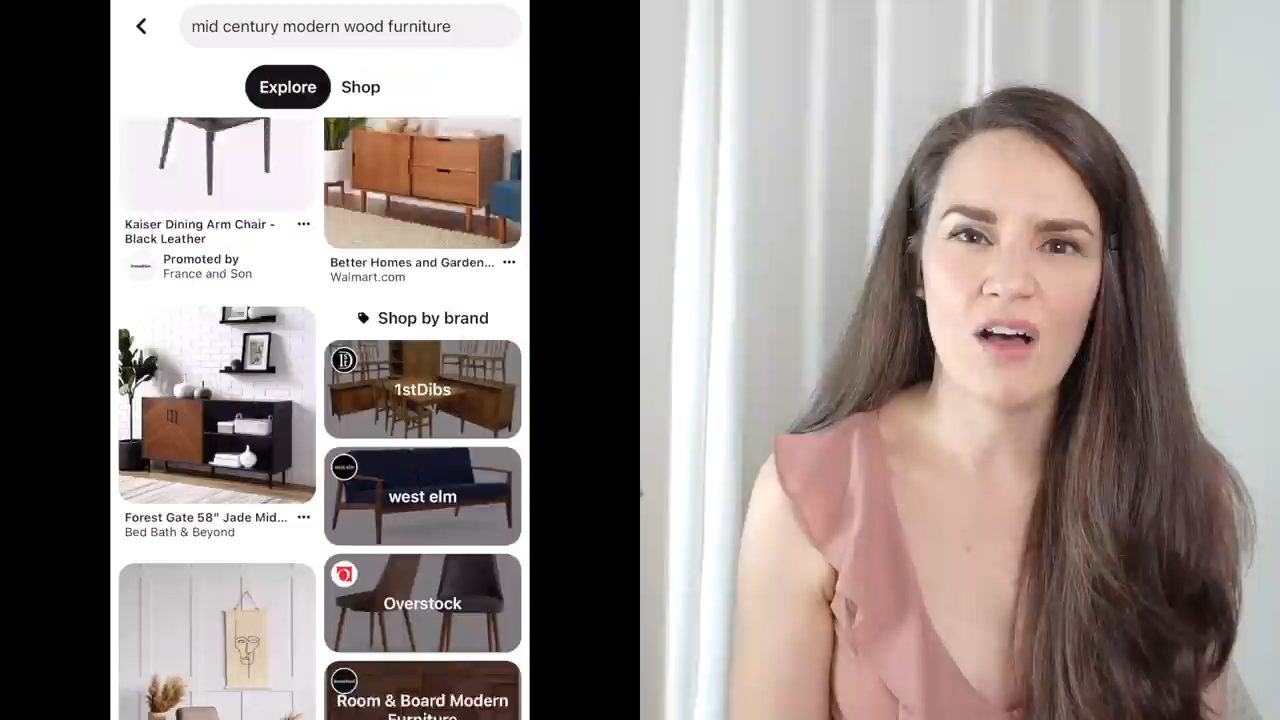 mid century modern wood furniture
Explore
Shop
Kaiser Dining Arm Chair -
Black Leather
Promoted by
France and Son
Better Homes and Garden...
Walmart.com
Shop by brand
1stDibs
west elm
Overstock
Forest Gate 58" Jade Mid...
Bed Bath & Beyond
Room & Board Modern
Furniture